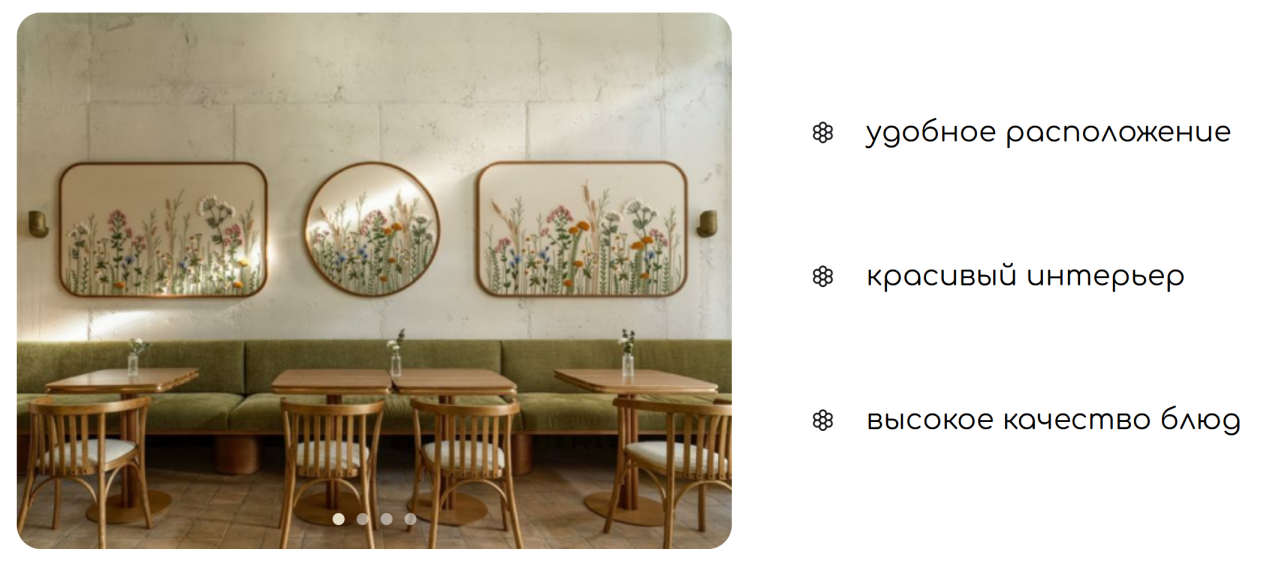 удобное расположение
красивый интерьер
высокое качество блюд